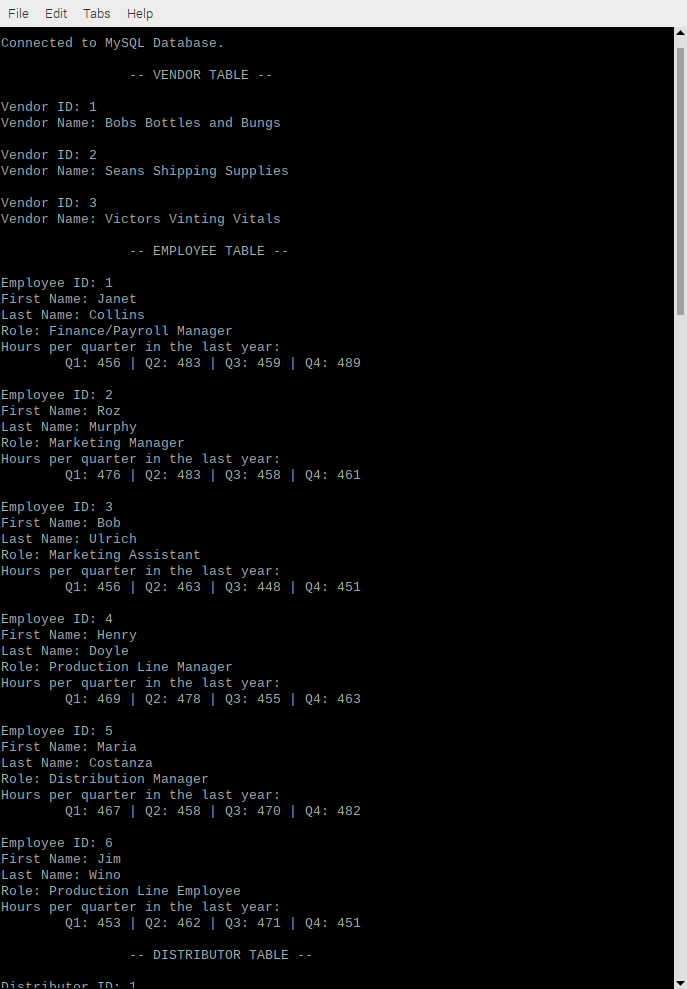 File Edit Tabs Help
Connected to MySQL Database.
-- VENDOR TABLE --
Vendor ID: 1
Vendor Name: Bobs Bottles and Bungs
Vendor ID: 2
Vendor Name: Seans Shipping Supplies
Vendor ID: 3
Vendor Name: Victors Vinting Vitals
-- EMPLOYEE TABLE --
Employee ID: 1
First Name: Janet
Last Name: Collins
Role: Finance/Payroll Manager
Hours per quarter in the last year:
Q1: 456 | Q2: 483 | Q3: 459 | Q4: 489
Employee ID: 2
First Name: Roz
Last Name: Murphy
Role: Marketing Manager
Hours per quarter in the last year:
Q1: 476 | Q2: 483 | Q3: 458 | Q4: 461
Employee ID: 3
First Name: Bob
Last Name: Ulrich
Role: Marketing Assistant
Hours per quarter in the last year:
Q1: 456 | Q2: 463 | Q3: 448 | Q4: 451
Employee ID: 4
First Name: Henry
Last Name: Doyle
Role: Production Line Manager
Hours per quarter in the last year:
Q1: 469 | Q2: 478 | Q3: 455 | Q4: 463
Employee ID: 5
First Name: Maria
Last Name: Costanza
Role: Distribution Manager
Hours per quarter in the last year:
Q1: 467 | Q2: 458 | Q3: 470 | Q4: 482
Employee ID: 6
First Name: Jim
Last Name: Wino
Role: Production Line Employee
Hours per quarter in the last year:
Q1: 453 | Q2: 462 | Q3: 471 | Q4: 451
-- DISTRIBUTOR TABLE --
Distributor ID: 1